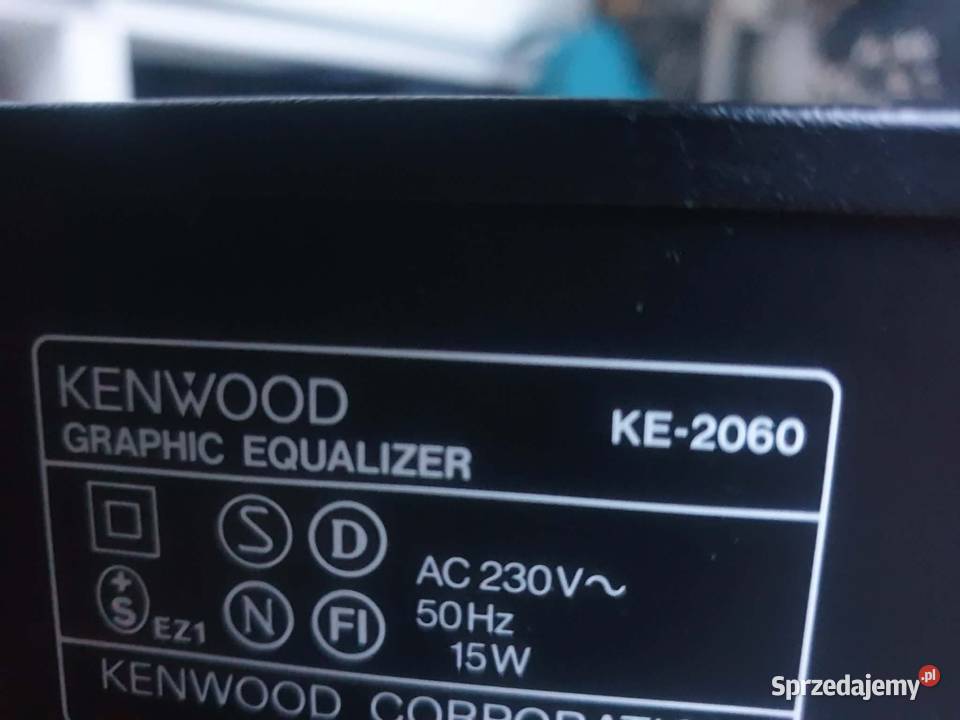 KENWOOD
GRAPHIC EQUALIZER
KE-2060
S D
AC 230V~
+S EZ1 N FI
50Hz
15W
KENWOOD
Sprzedajemy.pl